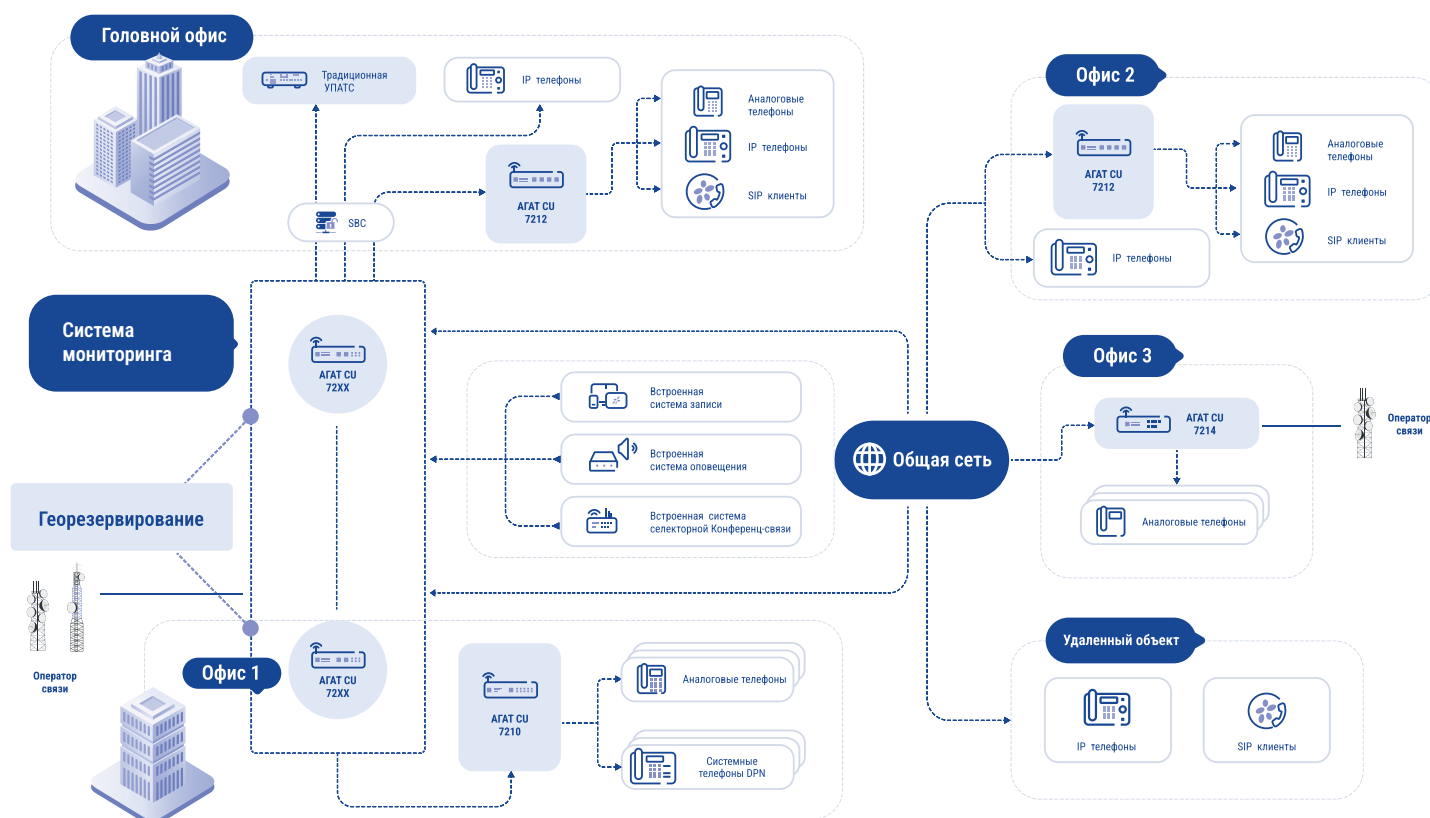 Головной офис
Традиционная
УПАТС
IP телефоны
Аналоговые
телефоны
IP телефоны
SIP клиенты
АГАТ CU
7212
SBC
Офис 2
АГАТ CU
7212
Аналоговые
телефоны
IP телефоны
SIP клиенты
IP телефоны
Система
мониторинга
АГАТ CU
72XX
Встроенная
система записи
Встроенная
система оповещения
Встроенная система
селекторной Конференц-связи
Общая сеть
Офис 3
АГАТ CU
7214
Оператор
связи
Аналоговые телефоны
Георезервирование
Оператор
связи
Офис 1
АГАТ CU
72XX
АГАТ CU
7210
Аналоговые телефоны
Системные
телефоны DPN
Удаленный объект
IP телефоны
SIP клиенты